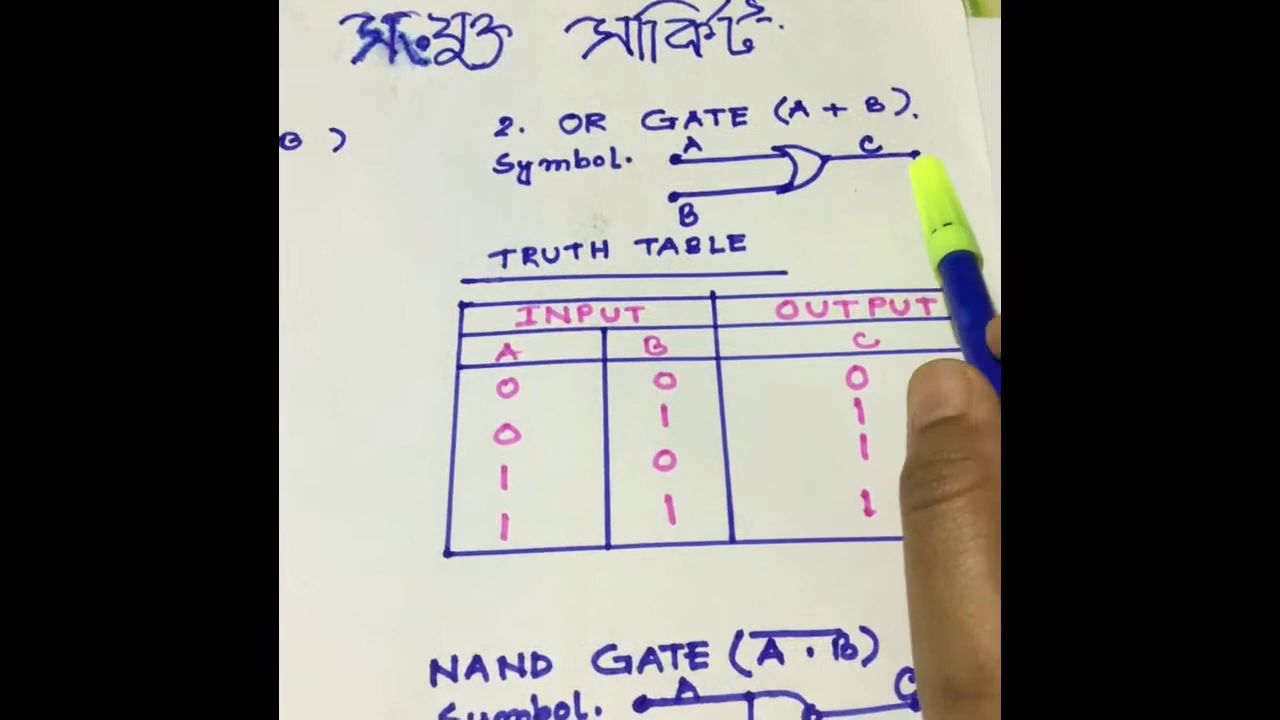 সংযুক্ত সার্কিট
B )
2. OR GATE (A + B).
Symbol. A C
B
TRUTH TABLE
INPUT OUTPUT
A B C
0 0 0
0 1 1
1 0 1
1 1 1
NAND GATE (A̅ ̅·̅ ̅B̅)
Symbol. A C